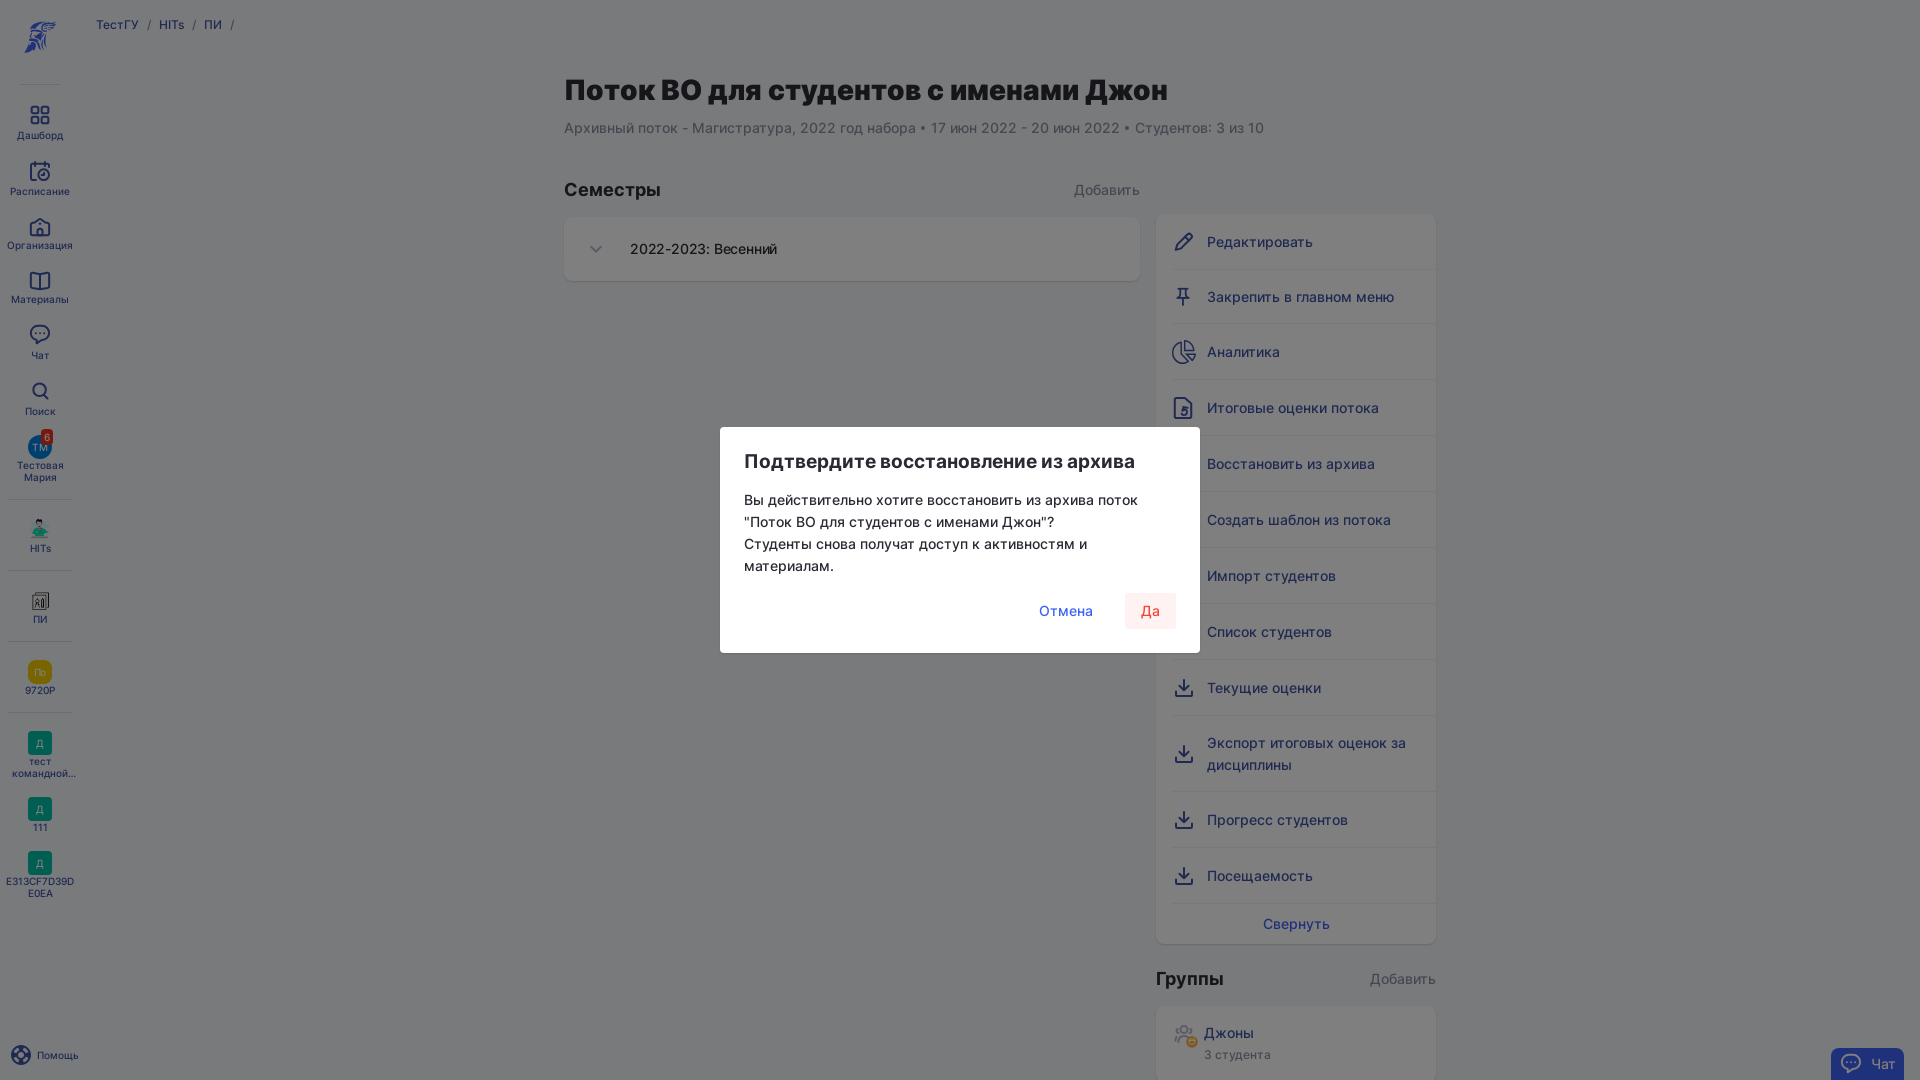 ТестГУ / HITs / ПИ /
Дашборд
Расписание
Организация
Материалы
Чат
Поиск
ТМ
6
Тестовая
Мария
HITs
ПИ
Пb
9720P
Д
тест
командной...
Д
111
Д
E313CF7D39D
E0EA
Помощь
Поток ВО для студентов с именами Джон
Архивный поток - Магистратура, 2022 год набора • 17 июн 2022 - 20 июн 2022 • Студентов: 3 из 10
Семестры
Добавить
2022-2023: Весенний
Подтвердите восстановление из архива
Вы действительно хотите восстановить из архива поток
"Поток ВО для студентов с именами Джон"?
Студенты снова получат доступ к активностям и
материалам.
Отмена
Да
Редактировать
Закрепить в главном меню
Аналитика
Итоговые оценки потока
Восстановить из архива
Создать шаблон из потока
Импорт студентов
Список студентов
Текущие оценки
Экспорт итоговых оценок за
дисциплины
Прогресс студентов
Посещаемость
Свернуть
Группы
Добавить
Джоны
3 студента
Чат